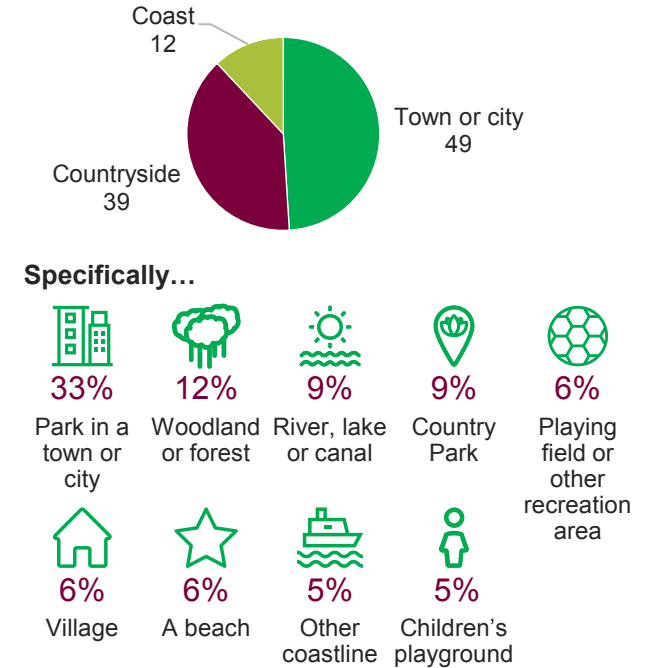 Coast
12
Town or city
49
Countryside
39
Specifically…
33%
Park in a
town or
city
12%
Woodland
or forest
9%
River, lake
or canal
9%
Country
Park
6%
Playing
field or
other
recreation
area
6%
Village
6%
A beach
5%
Other
coastline
5%
Children's
playground